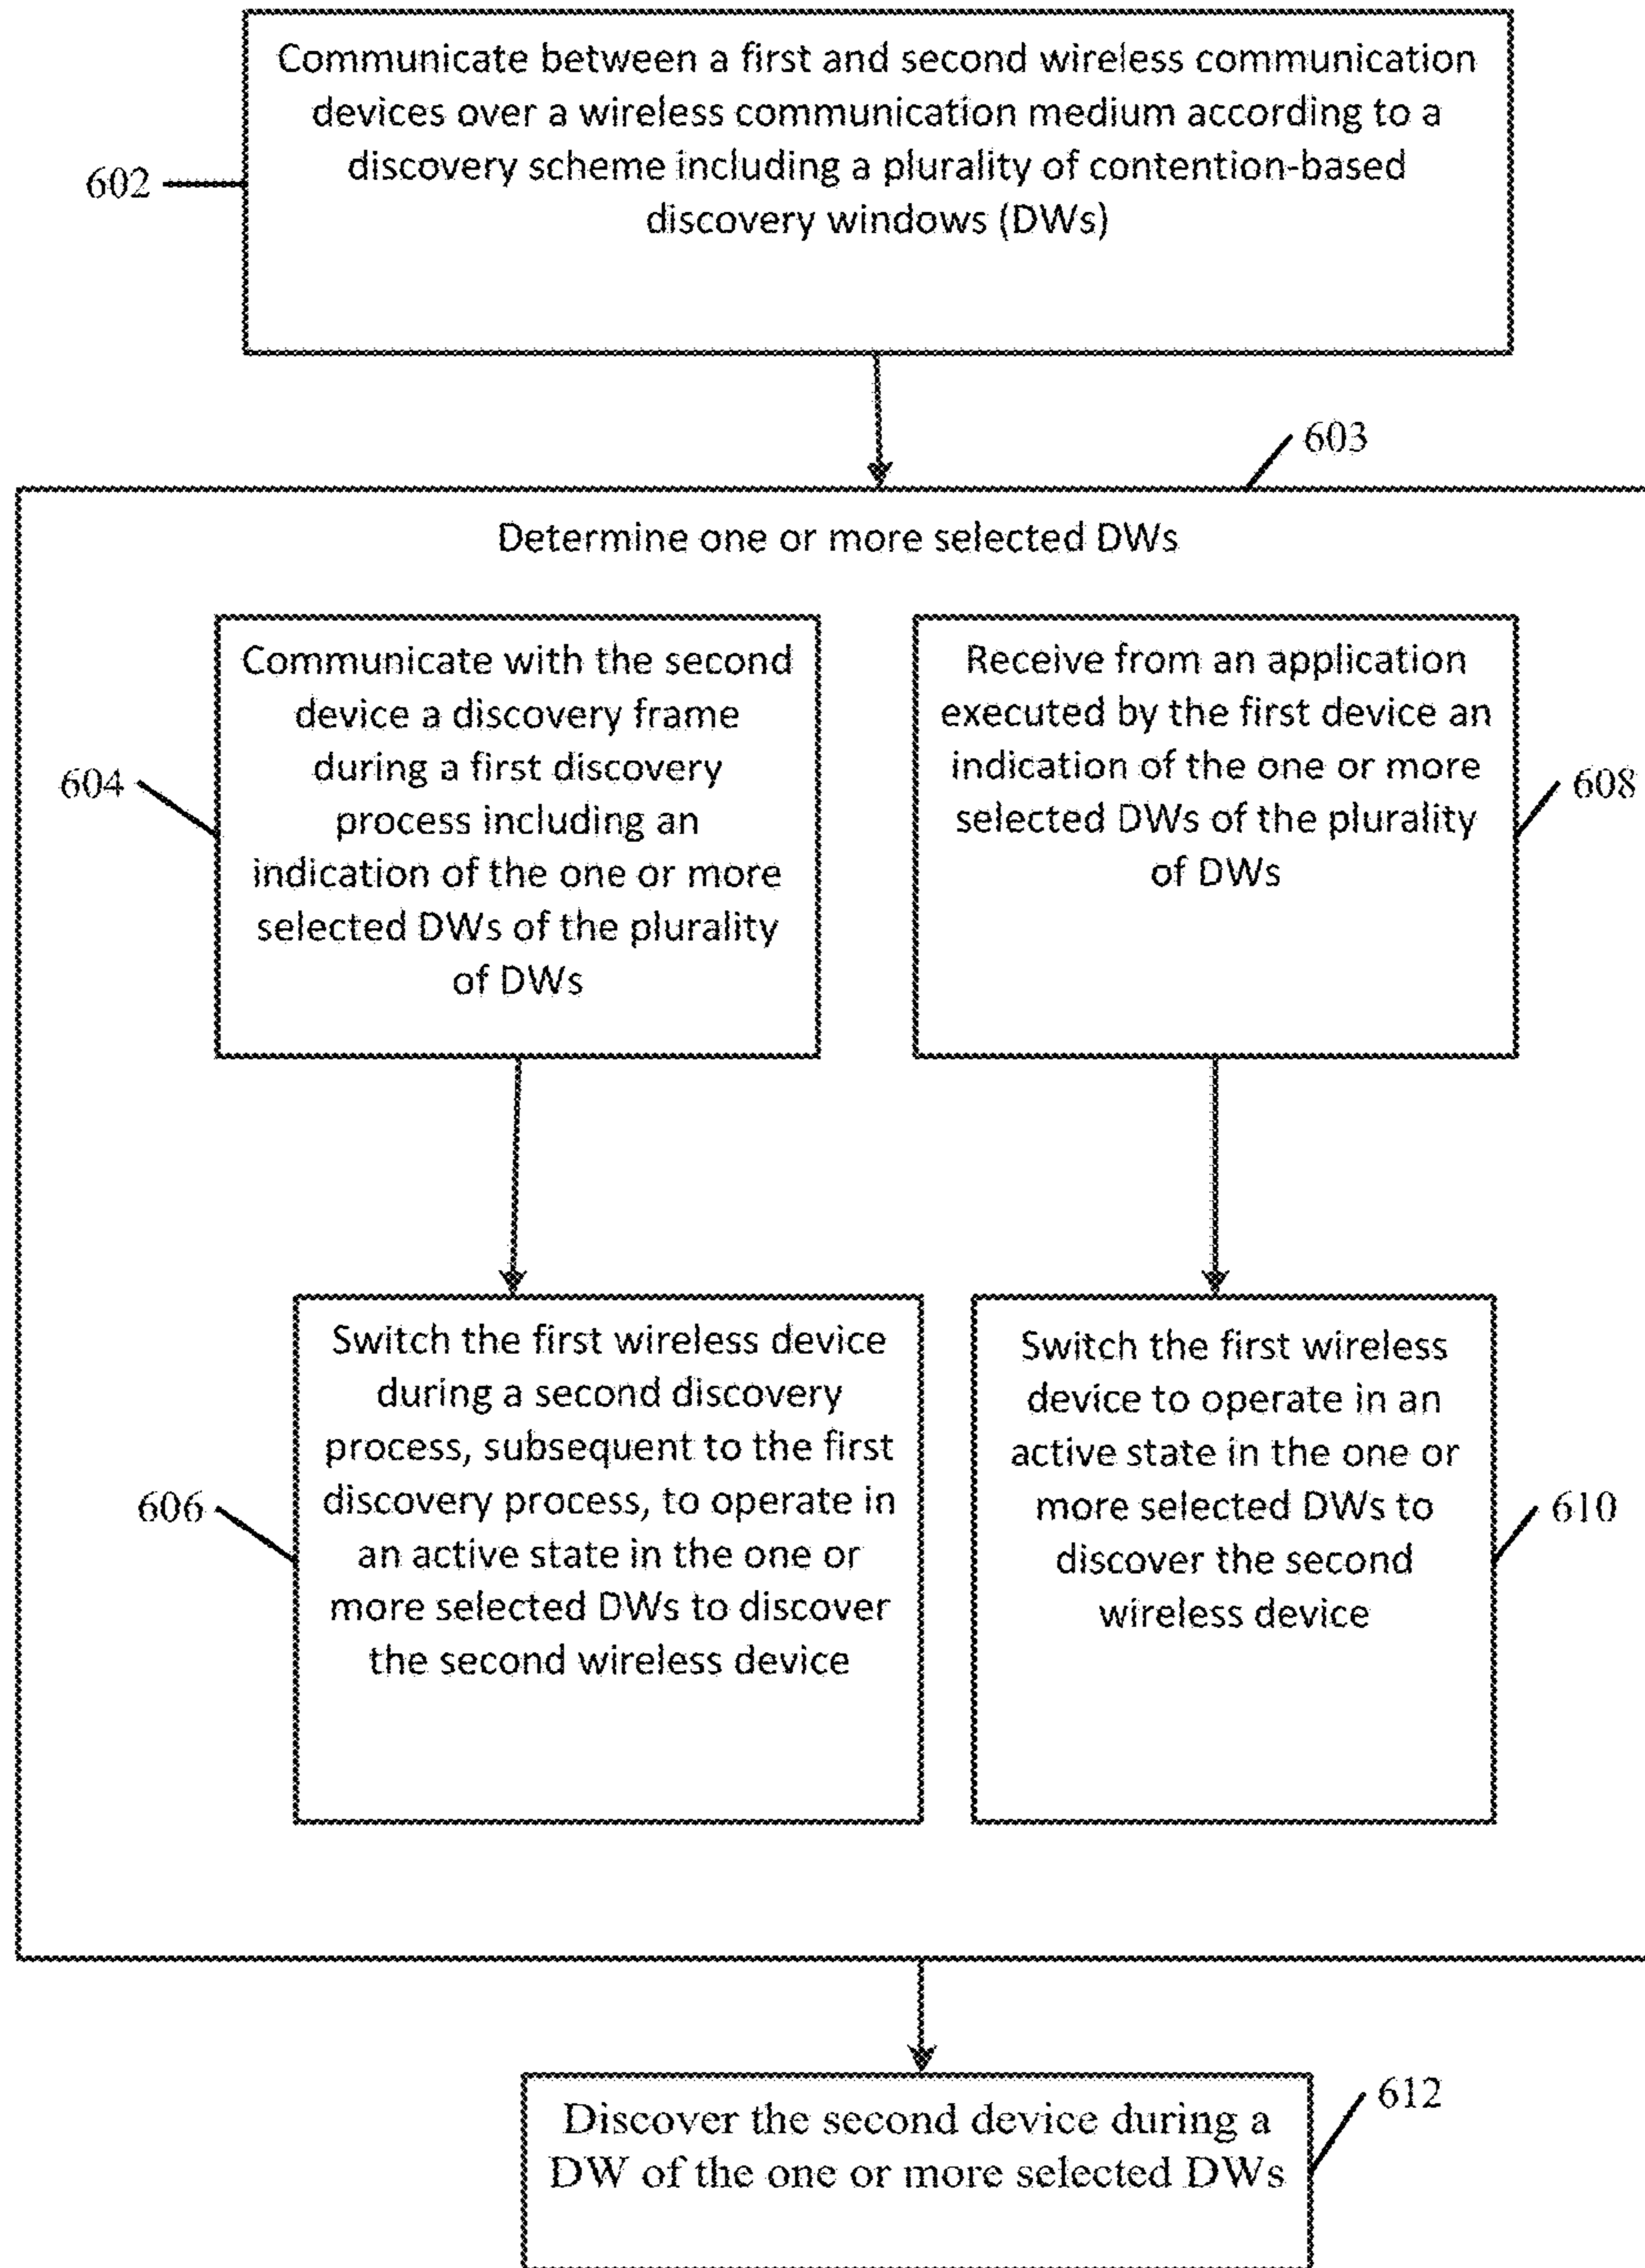 Communicate between a first and second wireless communication
devices over a wireless communication medium according to a
discovery scheme including a plurality of contention-based
discovery windows (DWs)
602
603
Determine one or more selected DWs
Communicate with the second
device a discovery frame
during a first discovery
process including an
indication of the one or more
selected DWs of the plurality
of DWs
604
Receive from an application
executed by the first device an
indication of the one or more
selected DWs of the plurality
of DWs
608
Switch the first wireless device
during a second discovery
process, subsequent to the first
discovery process, to operate in
an active state in the one or
more selected DWs to discover
the second wireless device
606
Switch the first wireless
device to operate in an
active state in the one or
more selected DWs to
discover the second
wireless device
610
Discover the second device during a
DW of the one or more selected DWs
612